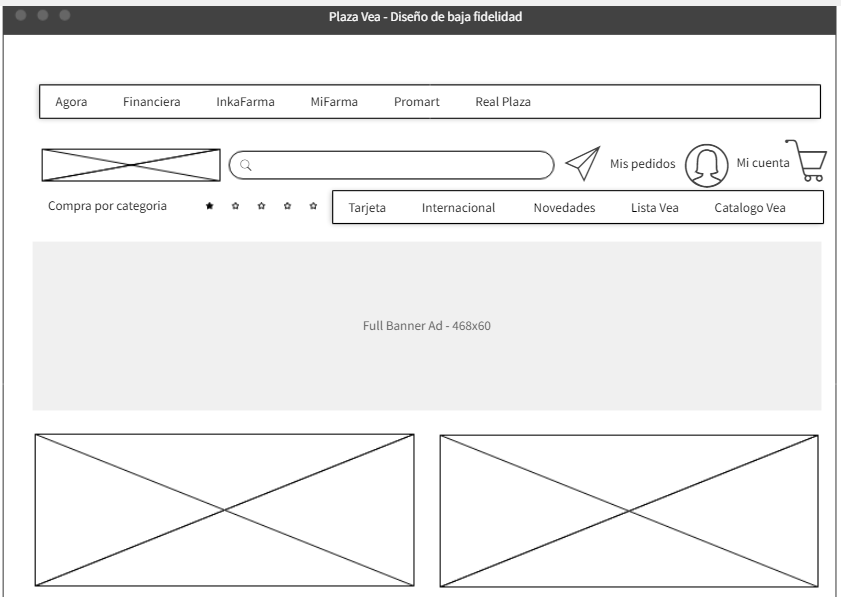 Plaza Vea - Diseño de baja fidelidad
Agora Financiera InkaFarma MiFarma Promart Real Plaza
Mis pedidos Mi cuenta
Compra por categoria Tarjeta Internacional Novedades Lista Vea Catalogo Vea
Full Banner Ad - 468x60